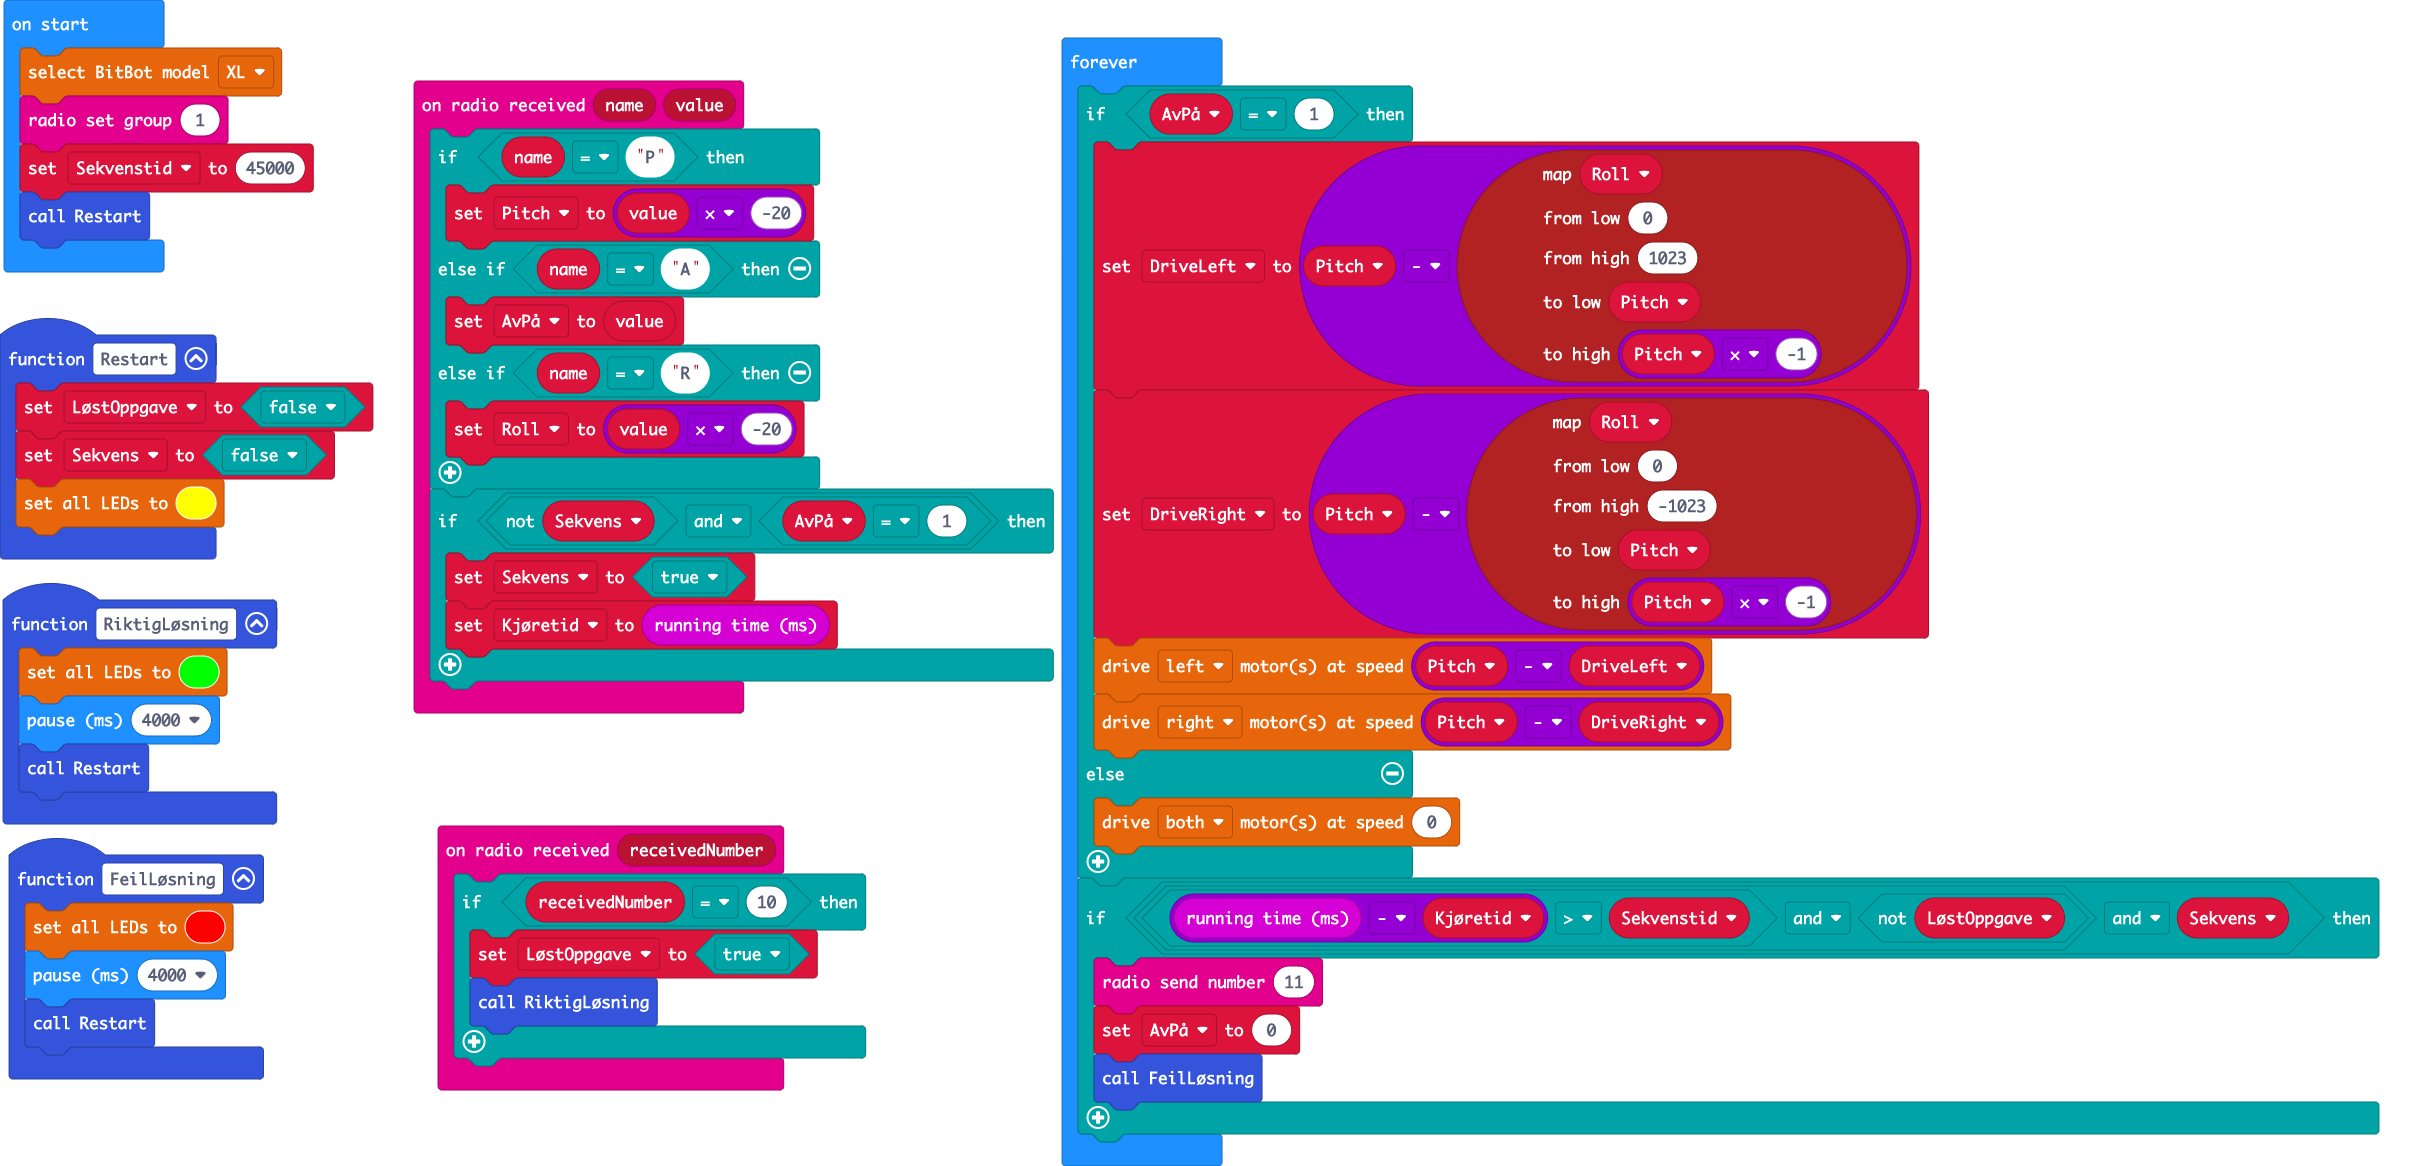 on start
select BitBot model XL
radio set group 1
set Sekvenstid to 45000
call Restart
function Restart
set LøstOppgave to false
set Sekvens to false
set all LEDs to
function RiktigLøsning
set all LEDs to
pause (ms) 4000
call Restart
function FeilLøsning
set all LEDs to
pause (ms) 4000
call Restart
on radio received name value
if name = "P" then
set Pitch to value × -20
else if name = "A" then
set AvPå to value
else if name = "R" then
set Roll to value × -20
if not Sekvens and AvPå = 1 then
set Sekvens to true
set Kjøretid to running time (ms)
on radio received receivedNumber
if receivedNumber = 10 then
set LøstOppgave to true
call RiktigLøsning
forever
if AvPå = 1 then
set DriveLeft to Pitch - map Roll
from low 0
from high 1023
to low Pitch
to high Pitch × -1
set DriveRight to Pitch - map Roll
from low 0
from high -1023
to low Pitch
to high Pitch × -1
drive left motor(s) at speed Pitch - DriveLeft
drive right motor(s) at speed Pitch - DriveRight
else
drive both motor(s) at speed 0
if running time (ms) - Kjøretid > Sekvenstid and not LøstOppgave and Sekvens then
radio send number 11
set AvPå to 0
call FeilLøsning